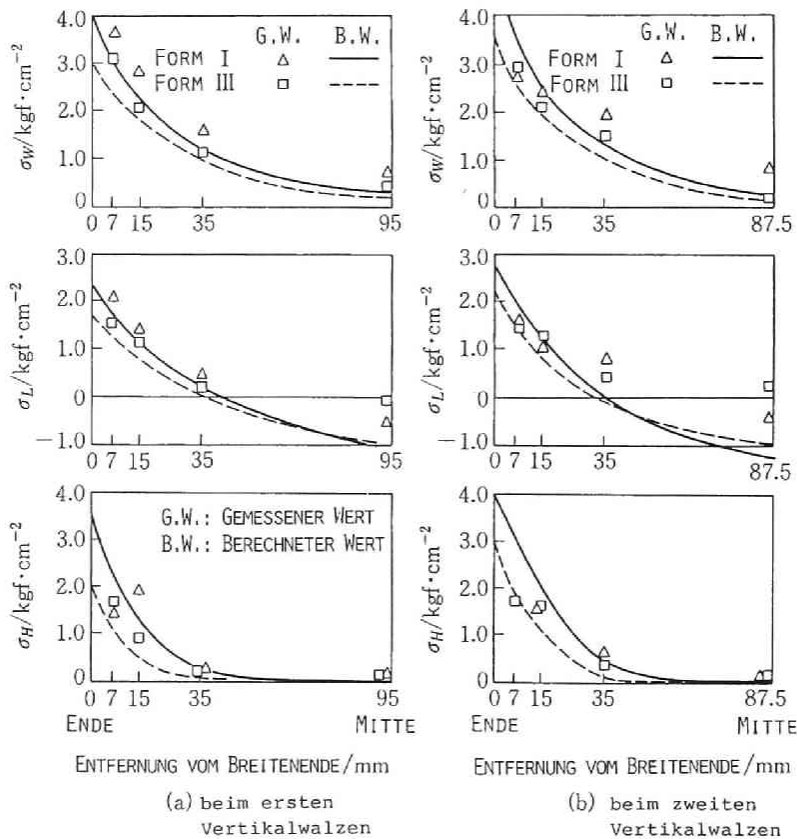 G.W. B.W.
FORM I
FORM III
σW/kgf·cm⁻²
4.0
3.0
2.0
1.0
0
0 7 15 35 95
σL/kgf·cm⁻²
3.0
2.0
1.0
0
−1.0
0 7 15 35 95
G.W.: GEMESSENER WERT
B.W.: BERECHNETER WERT
σH/kgf·cm⁻²
4.0
3.0
2.0
1.0
0
0 7 15 35 95
ENDE MITTE
ENTFERNUNG VOM BREITENENDE/mm
(a) beim ersten
Vertikalwalzen
G.W. B.W.
FORM I
FORM III
σW/kgf·cm⁻²
4.0
3.0
2.0
1.0
0
0 7 15 35 87.5
σL/kgf·cm⁻²
3.0
2.0
1.0
0
−1.0
0 7 15 35 87.5
σH/kgf·cm⁻²
4.0
3.0
2.0
1.0
0
0 7 15 35 87.5
ENDE MITTE
ENTFERNUNG VOM BREITENENDE/mm
(b) beim zweiten
Vertikalwalzen